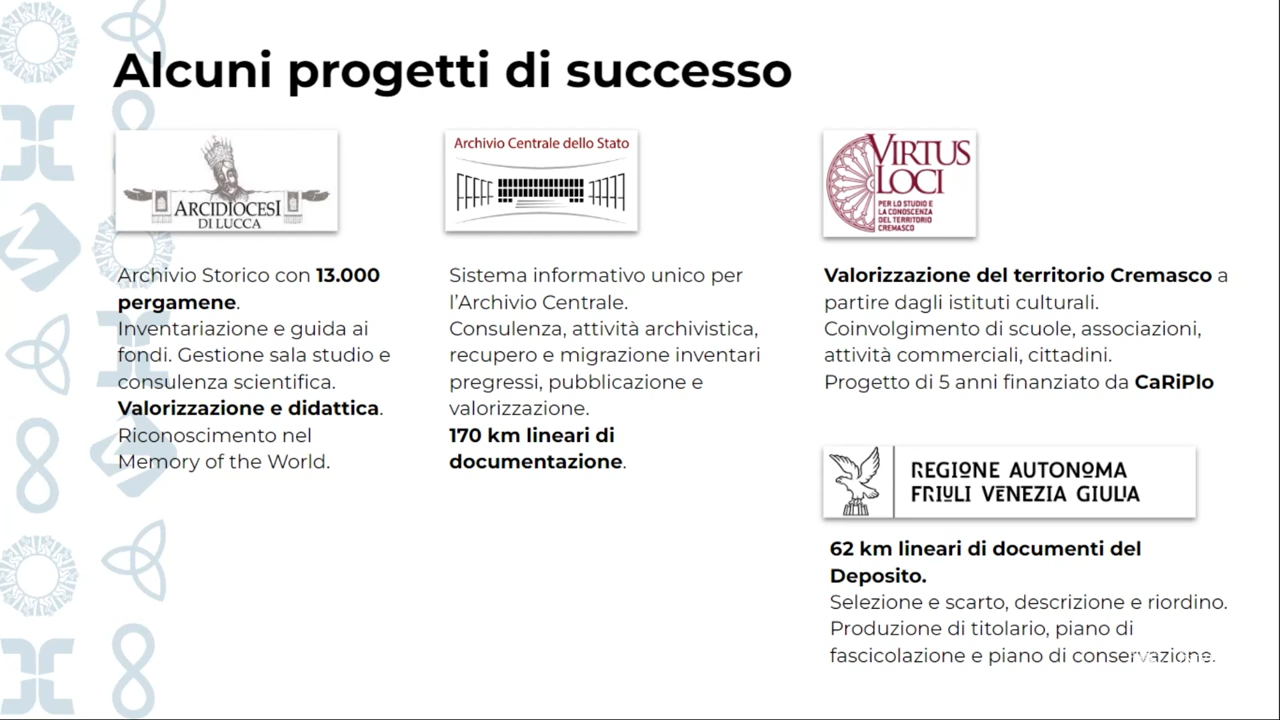 Alcuni progetti di successo
ARCIDIOCESI
DI LUCCA
Archivio Storico con 13.000
pergamene.
Inventariazione e guida ai
fondi. Gestione sala studio e
consulenza scientifica.
Valorizzazione e didattica.
Riconoscimento nel
Memory of the World.
Archivio Centrale dello Stato
Sistema informativo unico per
l’Archivio Centrale.
Consulenza, attività archivistica,
recupero e migrazione inventari
pregressi, pubblicazione e
valorizzazione.
170 km lineari di
documentazione.
VIRTUS
LOCI
PER LO STUDIO E
LA CONOSCENZA
DEL TERRITORIO
CREMASCO
Valorizzazione del territorio Cremasco a
partire dagli istituti culturali.
Coinvolgimento di scuole, associazioni,
attività commerciali, cittadini.
Progetto di 5 anni finanziato da CaRiPlo
REGIONE AUTONOMA
FRIULI VENEZIA GIULIA
62 km lineari di documenti del
Deposito.
Selezione e scarto, descrizione e riordino.
Produzione di titolario, piano di
fascicolazione e piano di conservazione.